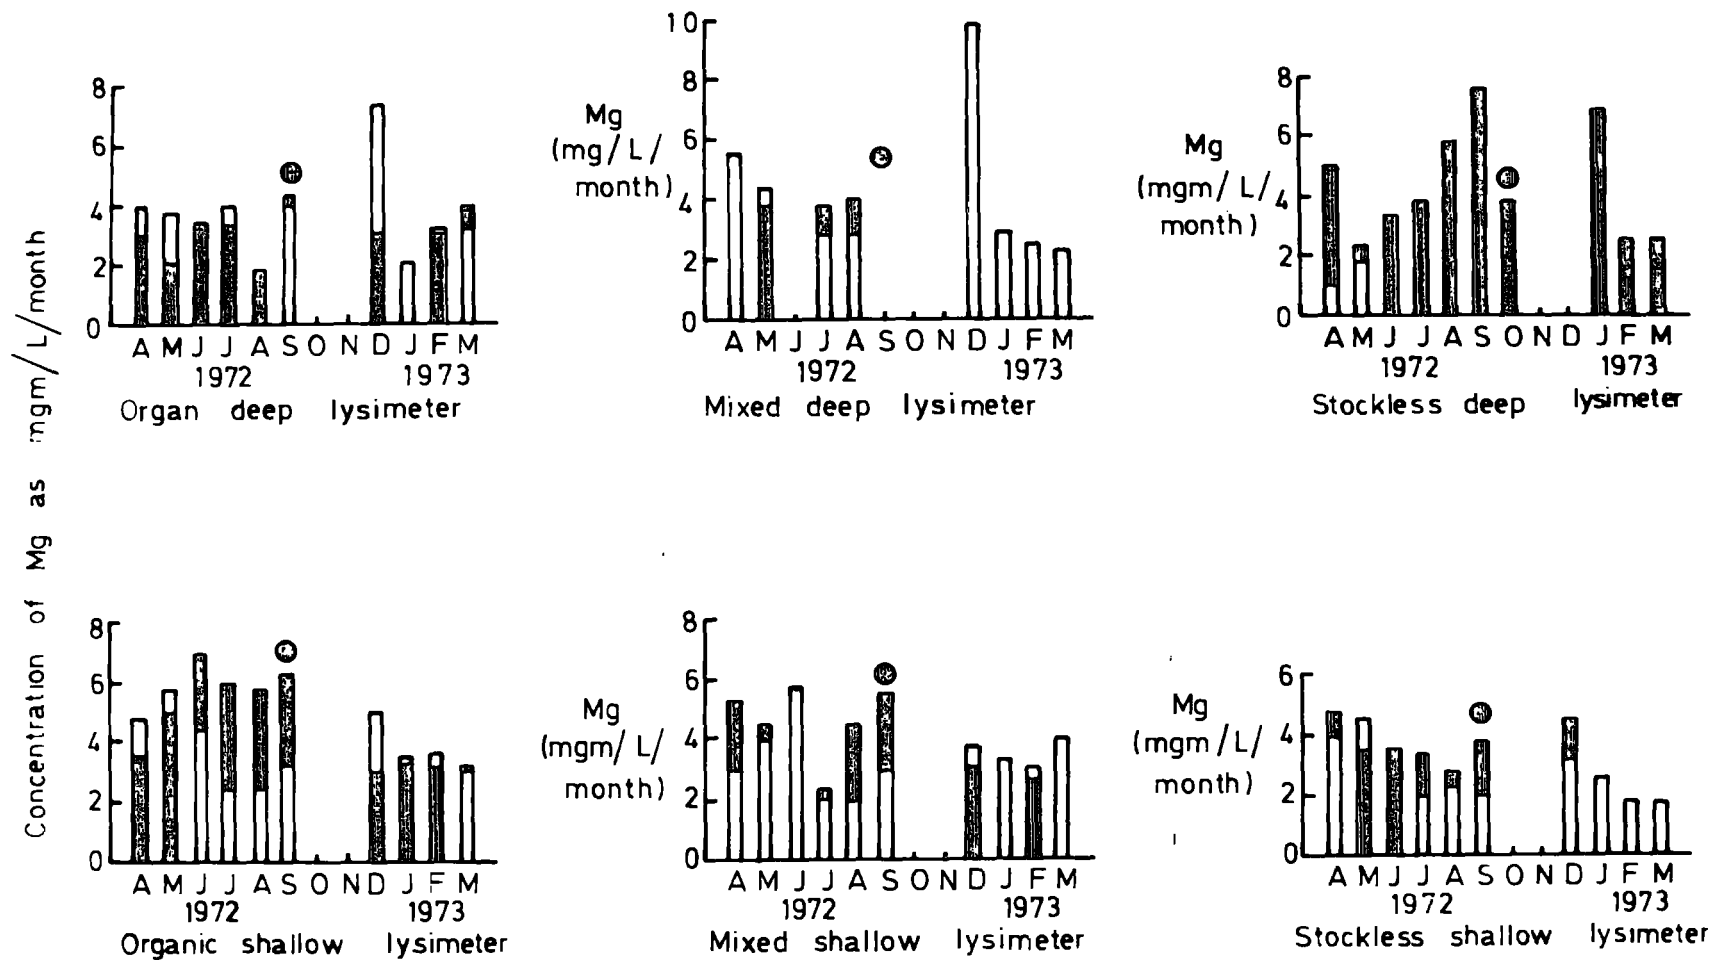 Concentration of Mg as mgm/L/month
8
6
4
2
0
A M J J A S O N D J F M
1972 1973
Organ deep lysimeter
Mg
(mg/L/
month)
10
8
6
4
2
0
A M J J A S O N D J F M
1972 1973
Mixed deep lysimeter
Mg
(mgm/L/
month)
8
6
4
2
0
A M J J A S O N D J F M
1972 1973
Stockless deep lysimeter
8
6
4
2
0
A M J J A S O N D J F M
1972 1973
Organic shallow lysimeter
Mg
(mgm/L/
month)
8
6
4
2
0
A M J J A S O N D J F M
1972 1973
Mixed shallow lysimeter
Mg
(mgm/L/
month)
6
4
2
0
A M J J A S O N D J F M
1972 1973
Stockless shallow lysimeter